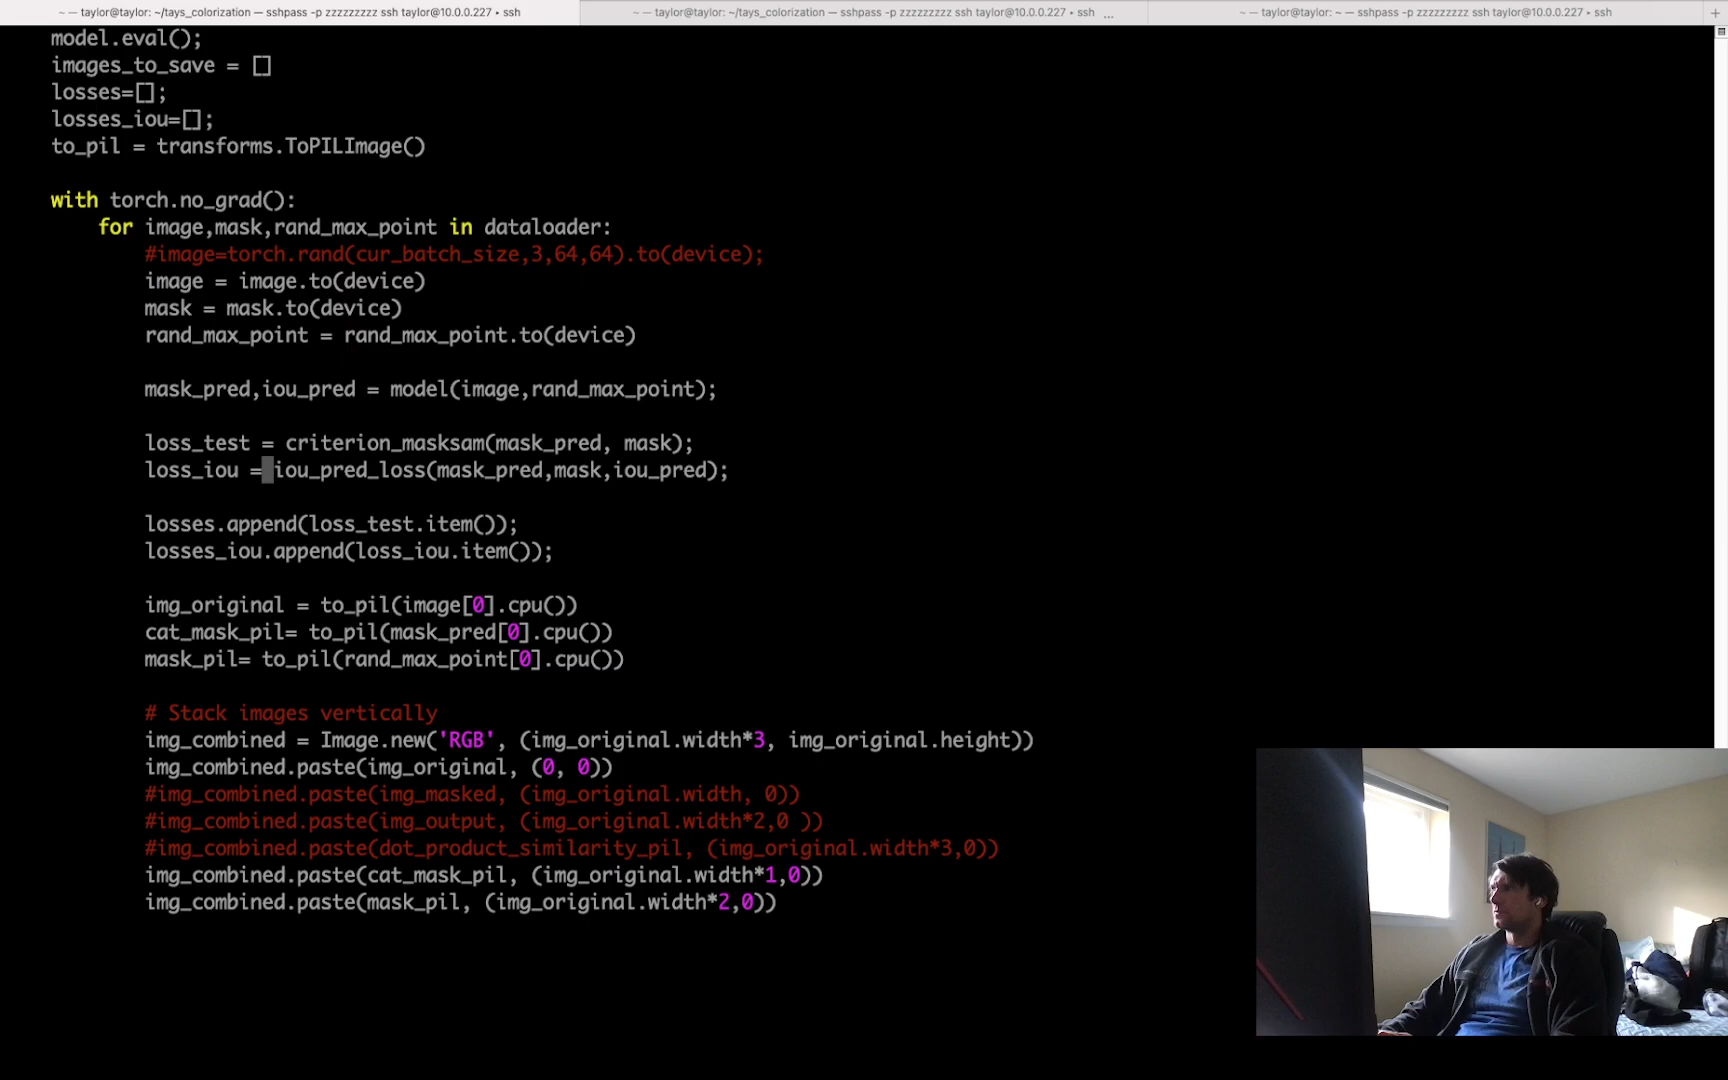 ~ — taylor@taylor: ~/tays_colorization — sshpass -p zzzzzzzzz ssh taylor@10.0.0.227 • ssh
~ — taylor@taylor: ~/tays_colorization — sshpass -p zzzzzzzzz ssh taylor@10.0.0.227 • ssh ...
~ — taylor@taylor: ~ — sshpass -p zzzzzzzzz ssh taylor@10.0.0.227 • ssh +
model.eval();
images_to_save = []
losses=[];
losses_iou=[];
to_pil = transforms.ToPILImage()
with torch.no_grad():
for image,mask,rand_max_point in dataloader:
#image=torch.rand(cur_batch_size,3,64,64).to(device);
image = image.to(device)
mask = mask.to(device)
rand_max_point = rand_max_point.to(device)
mask_pred,iou_pred = model(image,rand_max_point);
loss_test = criterion_masksam(mask_pred, mask);
loss_iou = iou_pred_loss(mask_pred,mask,iou_pred);
losses.append(loss_test.item());
losses_iou.append(loss_iou.item());
img_original = to_pil(image[0].cpu())
cat_mask_pil= to_pil(mask_pred[0].cpu())
mask_pil= to_pil(rand_max_point[0].cpu())
# Stack images vertically
img_combined = Image.new('RGB', (img_original.width*3, img_original.height))
img_combined.paste(img_original, (0, 0))
#img_combined.paste(img_masked, (img_original.width, 0))
#img_combined.paste(img_output, (img_original.width*2,0 ))
#img_combined.paste(dot_product_similarity_pil, (img_original.width*3,0))
img_combined.paste(cat_mask_pil, (img_original.width*1,0))
img_combined.paste(mask_pil, (img_original.width*2,0))